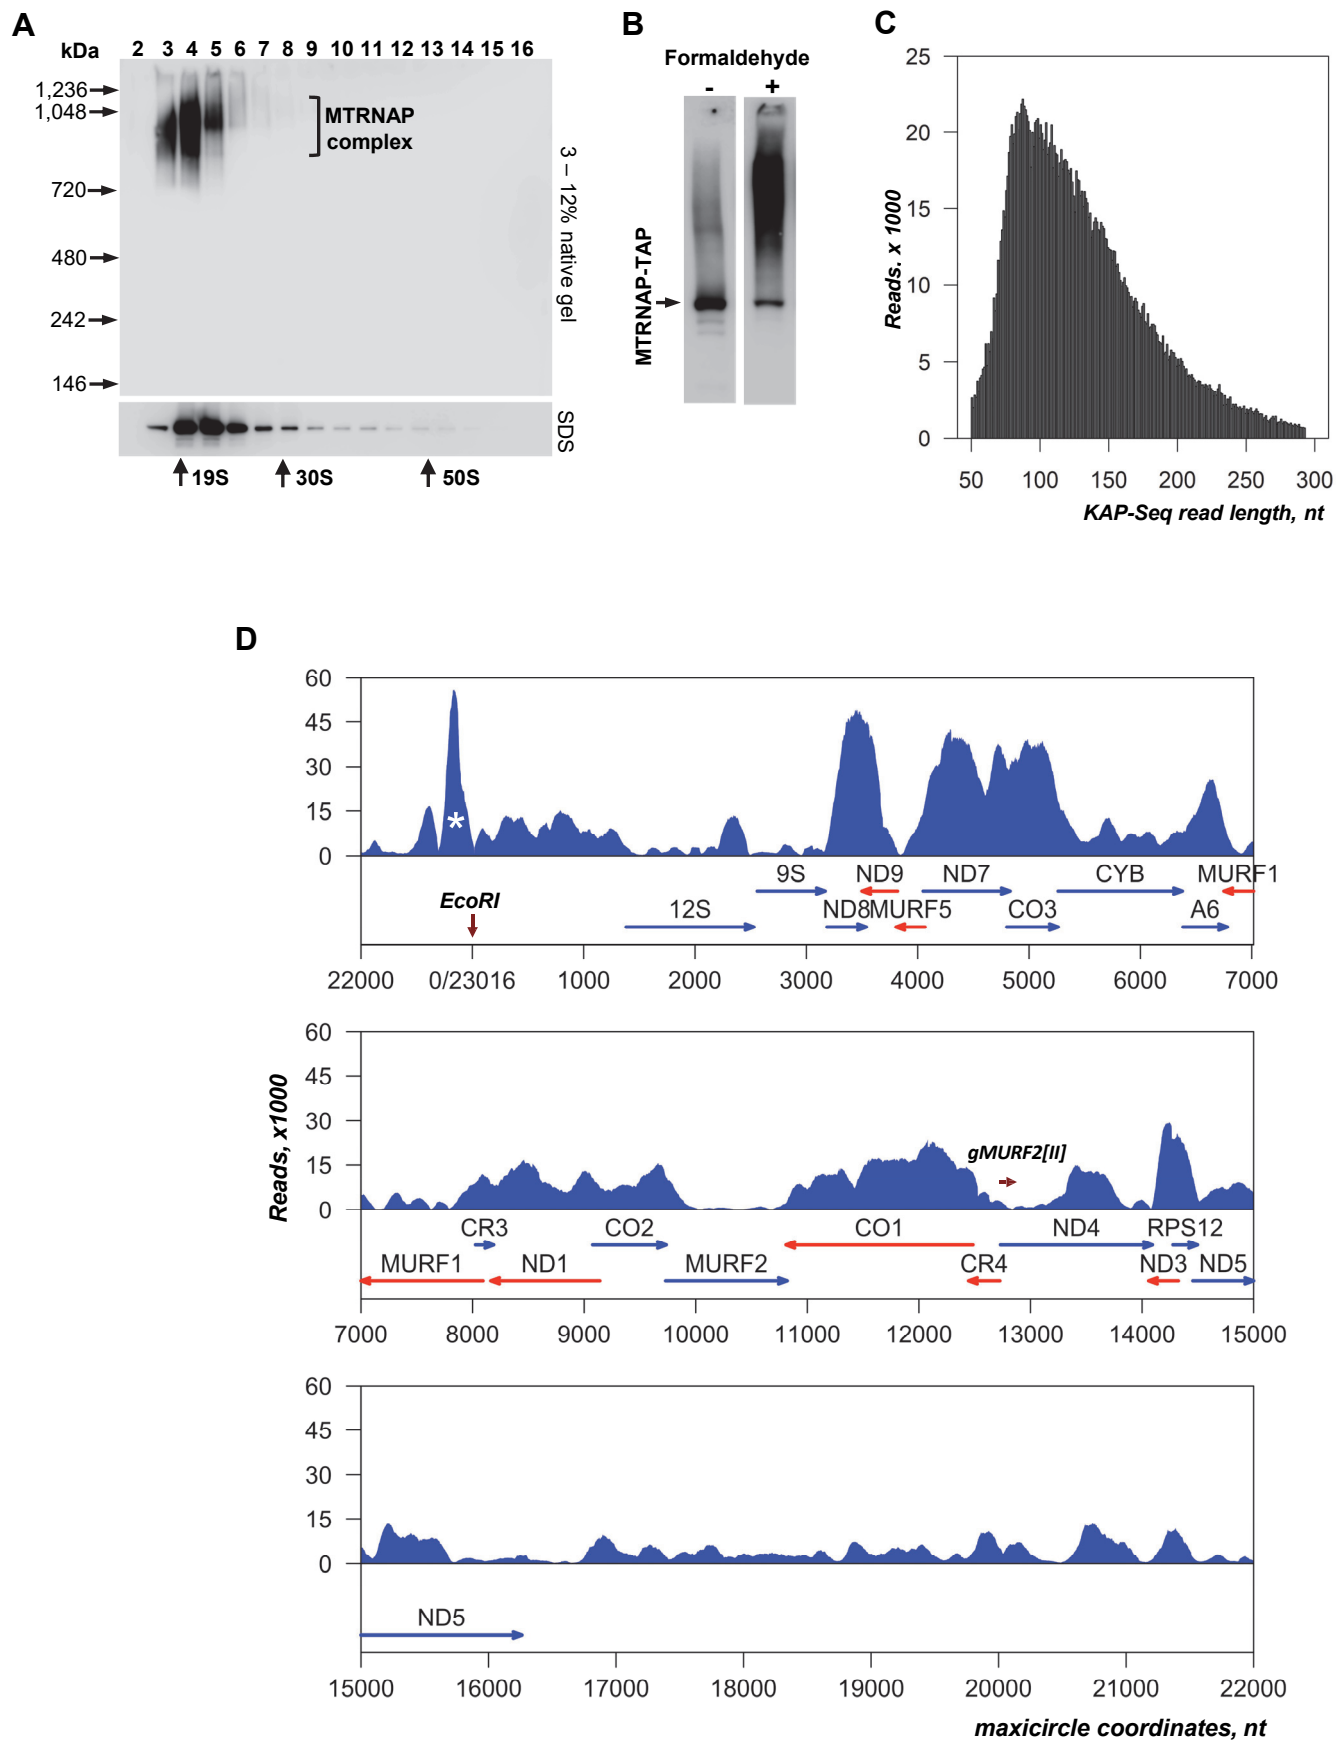 A
kDa
2 3 4 5 6 7 8 9 10 11 12 13 14 15 16
1,236
1,048
720
480
242
146
MTRNAP
complex
3 – 12% native gel
SDS
19S 30S 50S
B
Formaldehyde
- +
MTRNAP-TAP
C
25
20
15
10
5
0
Reads. x 1000
50 100 150 200 250 300
KAP-Seq read length, nt
D
60
45
30
15
0
*
9S ND9 ND7 CYB MURF1
EcoRI
12S ND8 MURF5 CO3 A6
22000 0/23016 1000 2000 3000 4000 5000 6000 7000
60
45
30
15
0
Reads, x1000
gMURF2[II]
CR3 CO2 CO1 ND4 RPS12
MURF1 ND1 MURF2 CR4 ND3 ND5
7000 8000 9000 10000 11000 12000 13000 14000 15000
60
45
30
15
0
ND5
15000 16000 17000 18000 19000 20000 21000 22000
maxicircle coordinates, nt